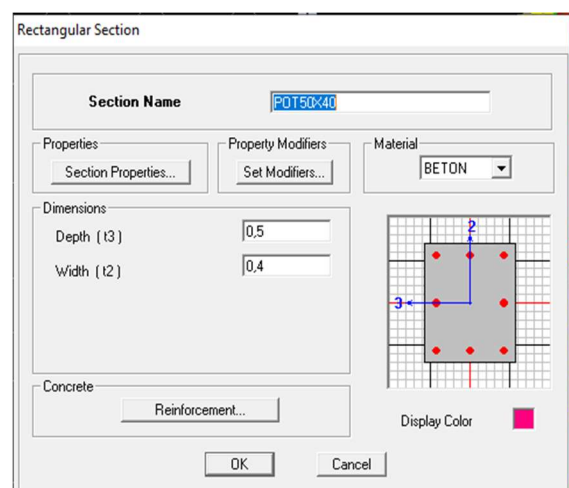 Rectangular Section
Section Name POT50X40
Properties Property Modifiers Material
Section Properties... Set Modifiers... BETON
Dimensions
Depth ( t3 ) 0,5
Width ( t2 ) 0,4
2
3
Concrete
Reinforcement...
Display Color
OK Cancel